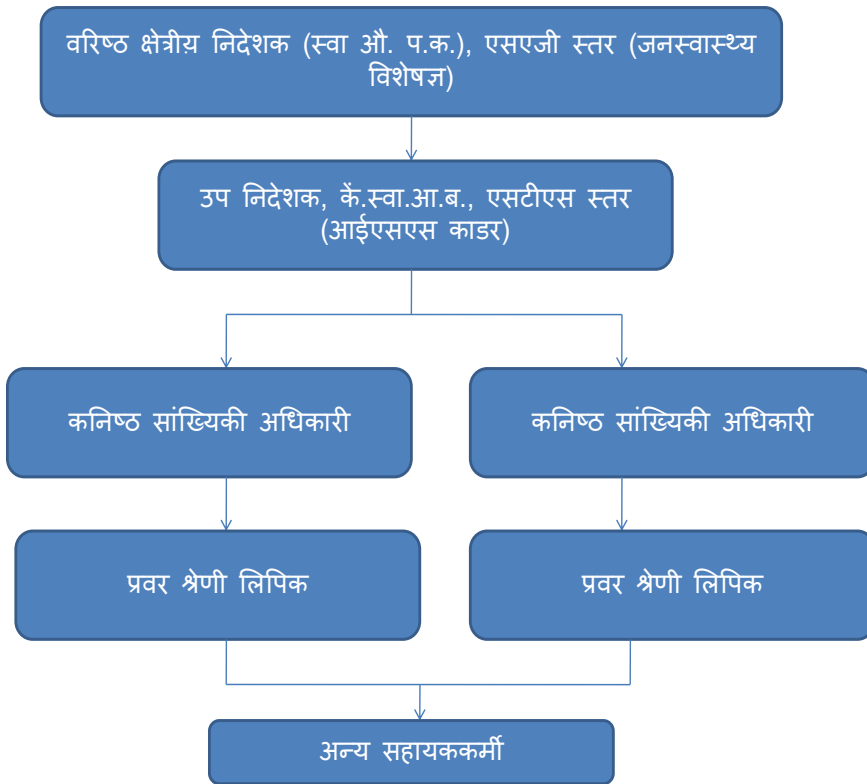 वरिष्ठ क्षेत्रीय़ निदेशक (स्वा औ. प.क.), एसएजी स्तर (जनस्वास्थ्य
विशेषज्ञ)
उप निदेशक, कें.स्वा.आ.ब., एसटीएस स्तर
(आईएसएस काडर)
कनिष्ठ सांख्यिकी अधिकारी
कनिष्ठ सांख्यिकी अधिकारी
प्रवर श्रेणी लिपिक
प्रवर श्रेणी लिपिक
अन्य सहायककर्मी